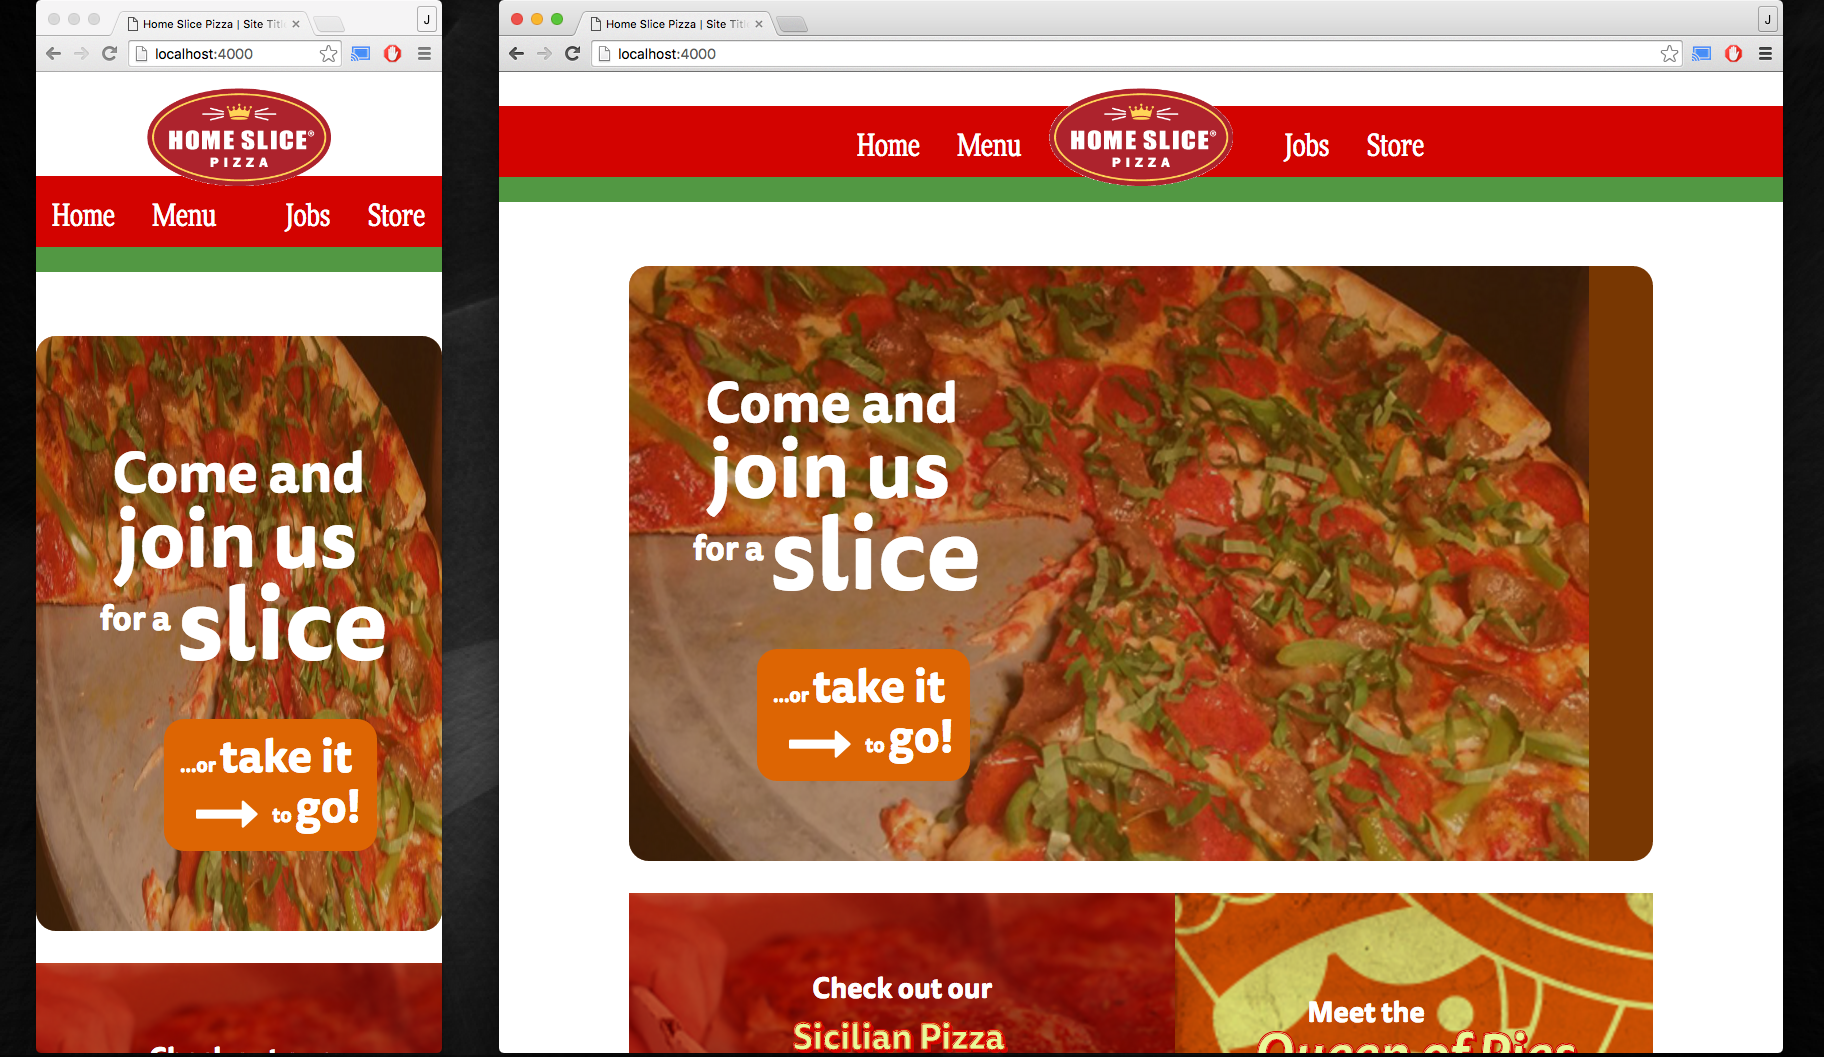 Home Slice Pizza | Site Tit
J
localhost:4000
HOME SLICE®
PIZZA
Home Menu Jobs Store
Come and
join us
for a slice
...or take it
to go!
Home Slice Pizza | Site Tit
J
localhost:4000
Home Menu
HOME SLICE®
PIZZA
Jobs Store
Come and
join us
for a slice
...or take it
to go!
Check out our
Sicilian Pizza
Meet the